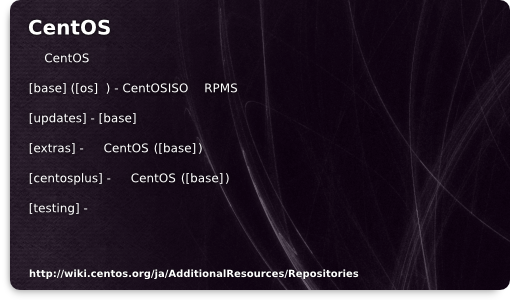 CentOS
CentOS
[base] ([os] ) - CentOSISO RPMS
[updates] - [base]
[extras] - CentOS ([base])
[centosplus] - CentOS ([base])
[testing] -
http://wiki.centos.org/ja/AdditionalResources/Repositories